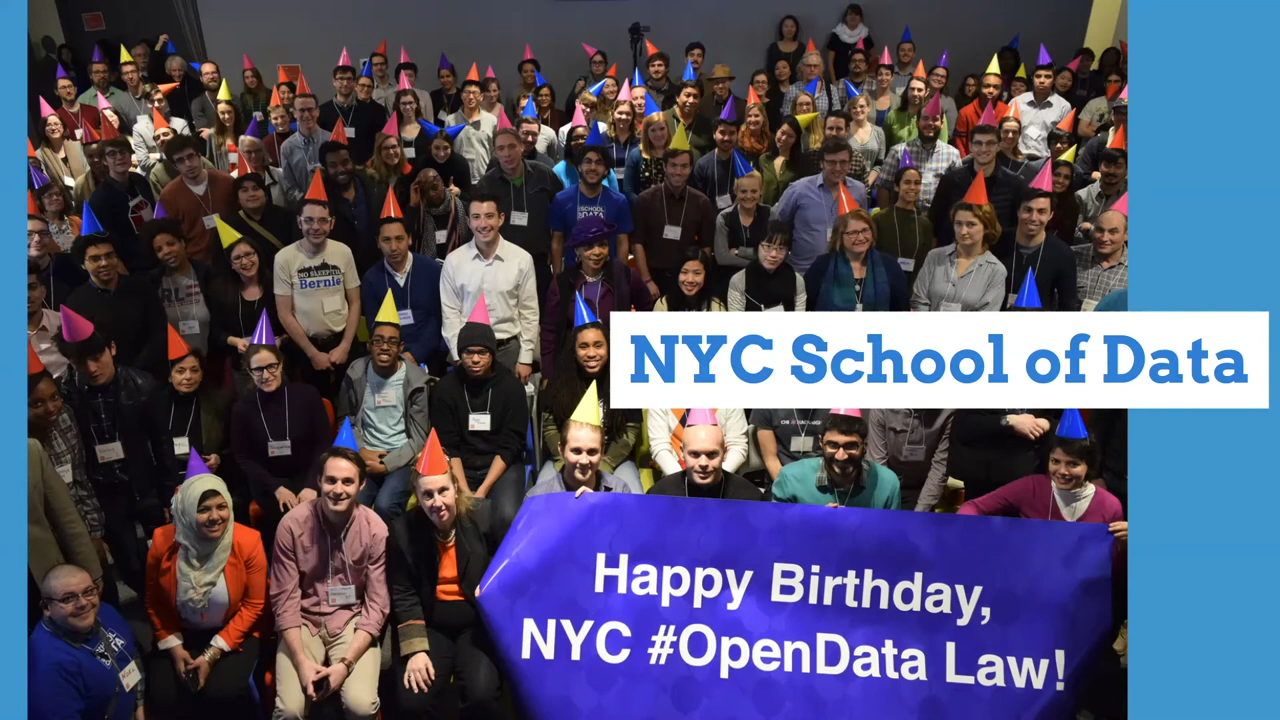 SCHOOL
DATA
NO SLEEP TIL
Bernie
NYC School of Data
Happy Birthday,
NYC #OpenData Law!